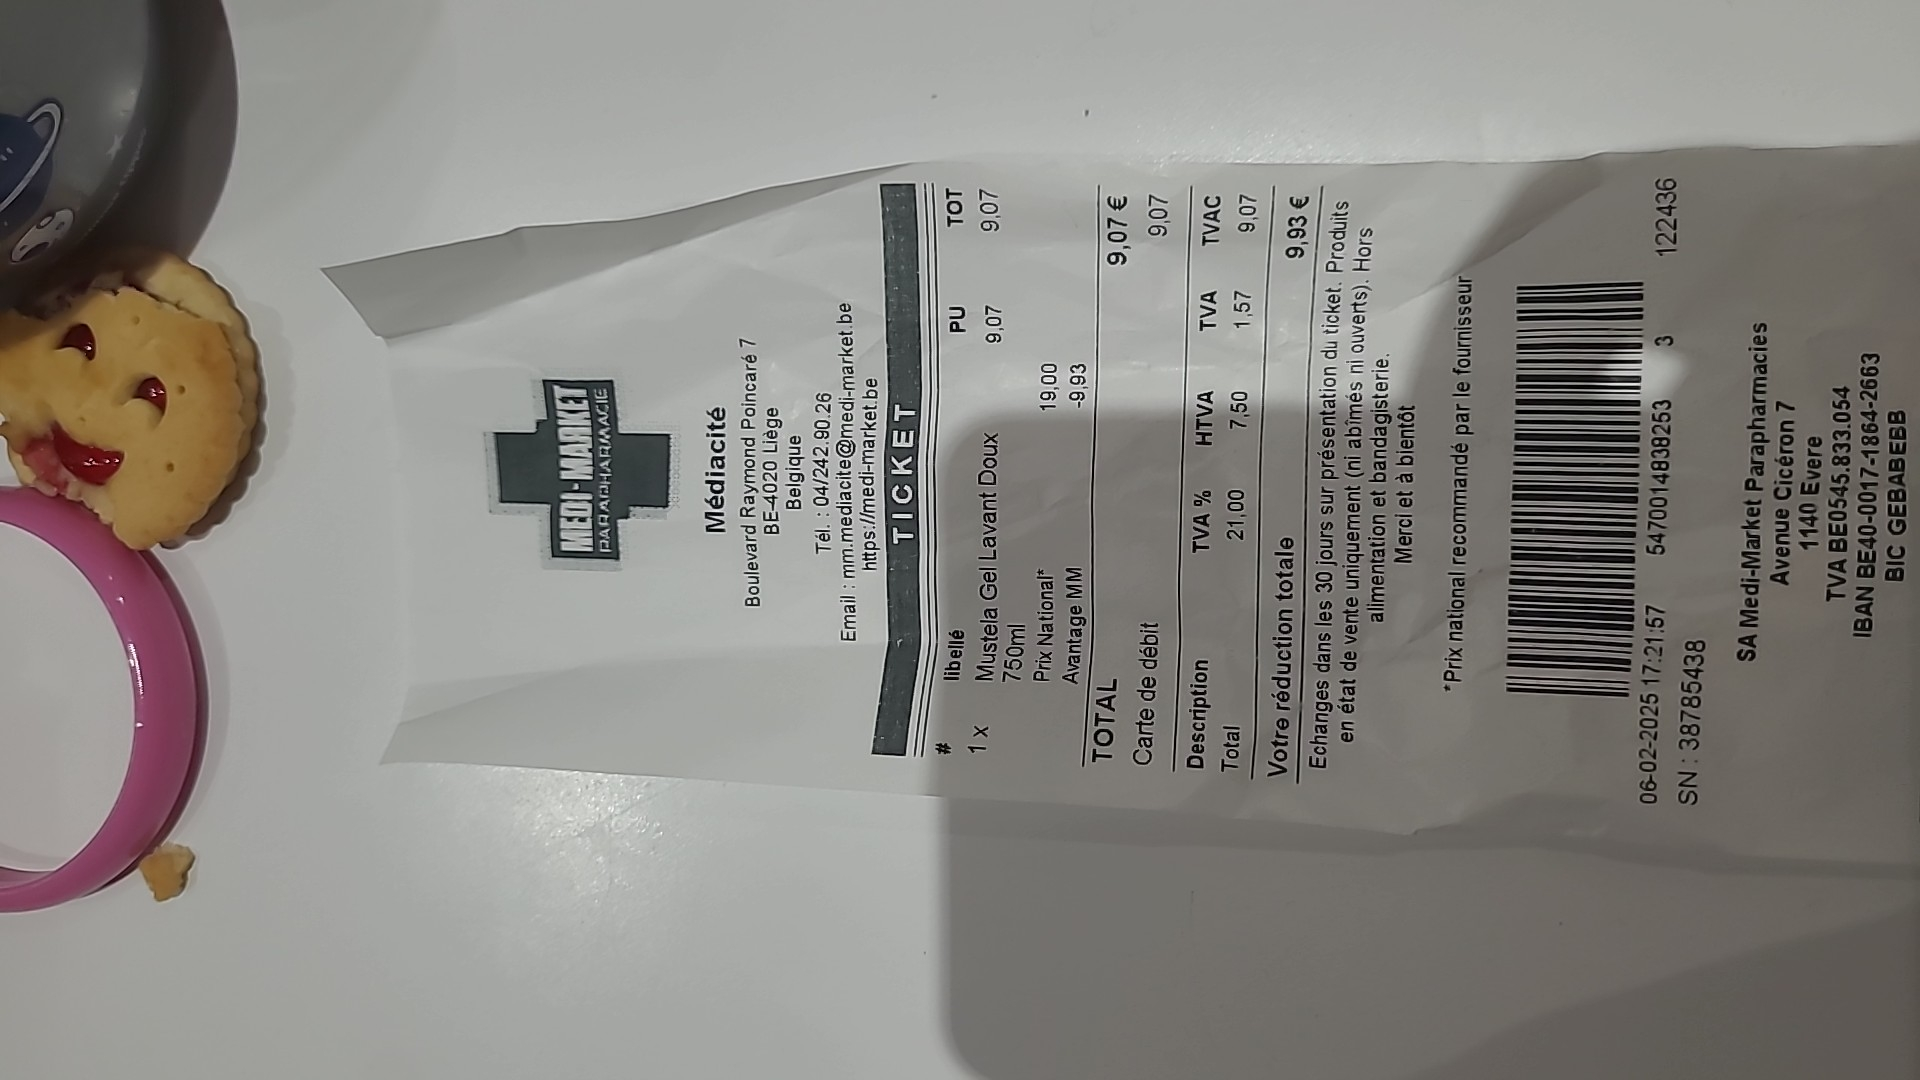 MEDI-MARKET
PARAPHARMACIE
Médiacité
Boulevard Raymond Poincaré 7
BE-4020 Liège
Belgique
Tél. : 04/242.90.26
Email : mm.mediacite@medi-market.be
https://medi-market.be
TICKET
# libellé PU TOT
1 x Mustela Gel Lavant Doux 9,07 9,07
750ml
Prix National* 19,00
Avantage MM -9,93
TOTAL 9,07 €
Carte de débit 9,07
Description TVA % HTVA TVA TVAC
Total 21,00 7,50 1,57 9,07
Votre réduction totale 9,93 €
Echanges dans les 30 jours sur présentation du ticket. Produits
en état de vente uniquement (ni abîmés ni ouverts). Hors
alimentation et bandagisterie.
Merci et à bientôt
*Prix national recommandé par le fournisseur
06-02-2025 17:21:57 5470014838253 3 122436
SN : 38785438
SA Medi-Market Parapharmacies
Avenue Cicéron 7
1140 Evere
TVA BE0545.833.054
IBAN BE40-0017-1864-2663
BIC GEBABEBB